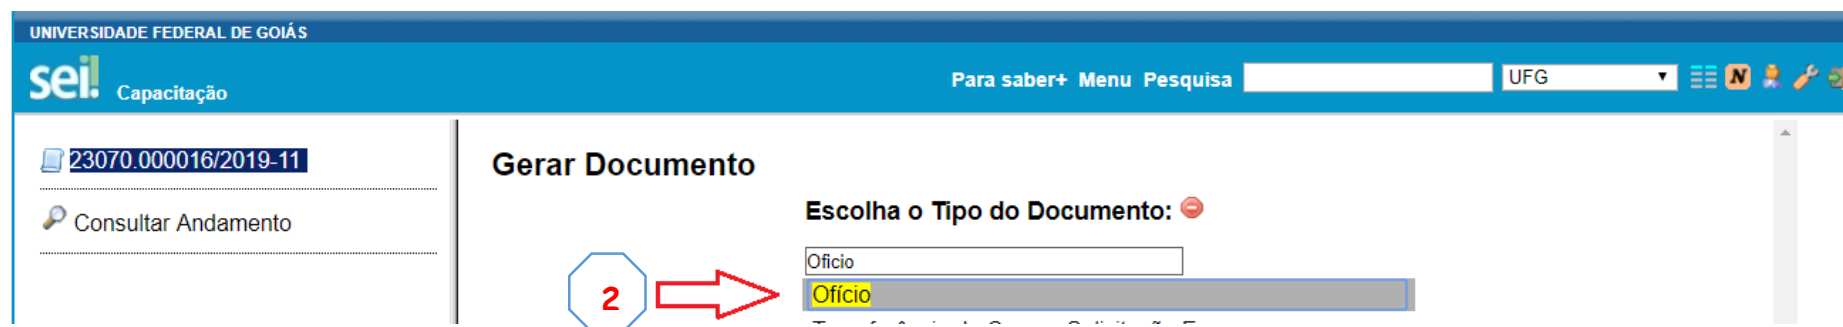 UNIVERSIDADE FEDERAL DE GOIÁS
sei! Capacitação
Para saber+ Menu Pesquisa UFG N
23070.000016/2019-11
Consultar Andamento
Gerar Documento
Escolha o Tipo do Documento:
Oficio
2
Ofício